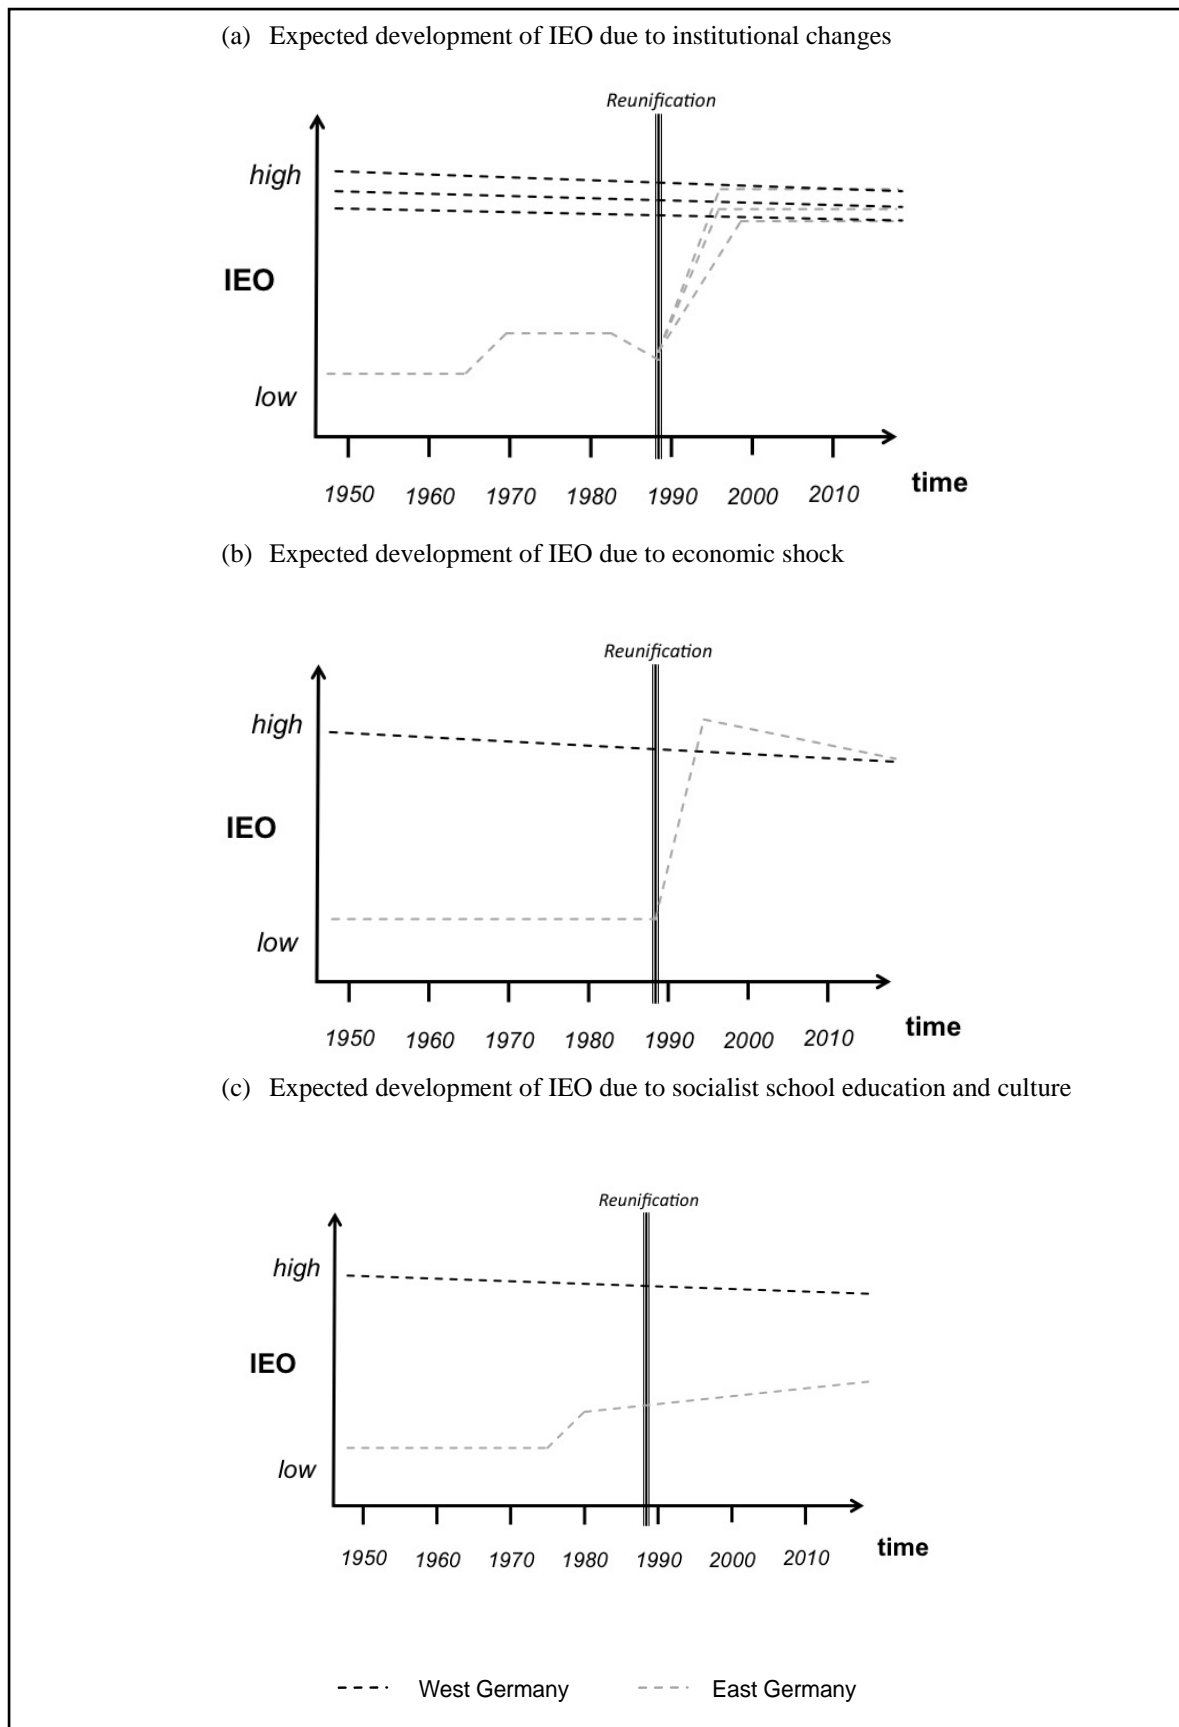 (a) Expected development of IEO due to institutional changes
Reunification
high
IEO
low
1950 1960 1970 1980 1990 2000 2010
time
(b) Expected development of IEO due to economic shock
Reunification
high
IEO
low
1950 1960 1970 1980 1990 2000 2010
time
(c) Expected development of IEO due to socialist school education and culture
Reunification
high
IEO
low
1950 1960 1970 1980 1990 2000 2010
time
West Germany East Germany